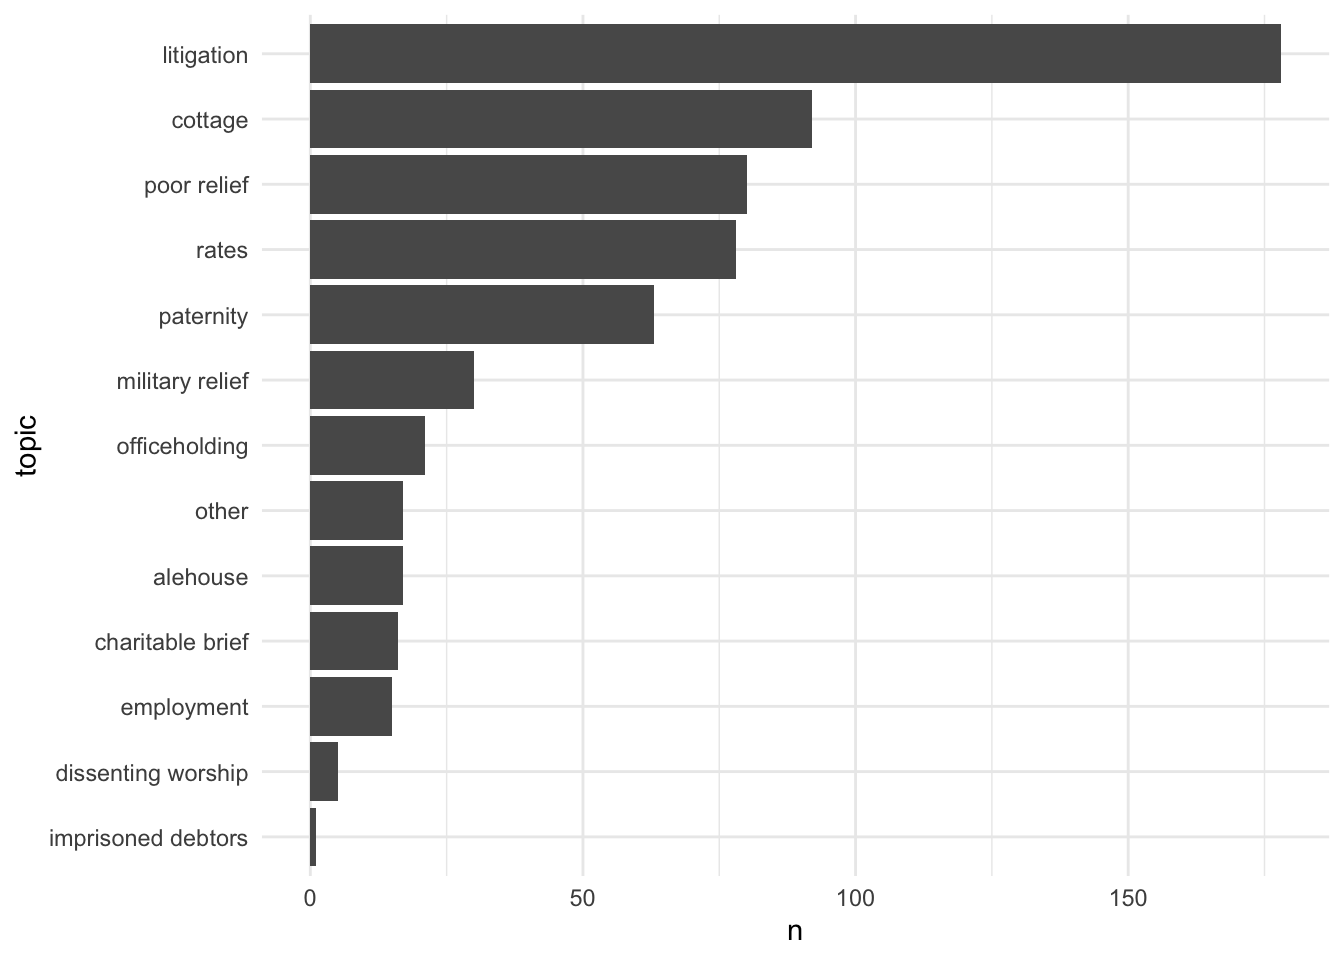 litigation
cottage
poor relief
rates
paternity
military relief
officeholding
other
alehouse
charitable brief
employment
dissenting worship
imprisoned debtors
topic
0 50 100 150
n